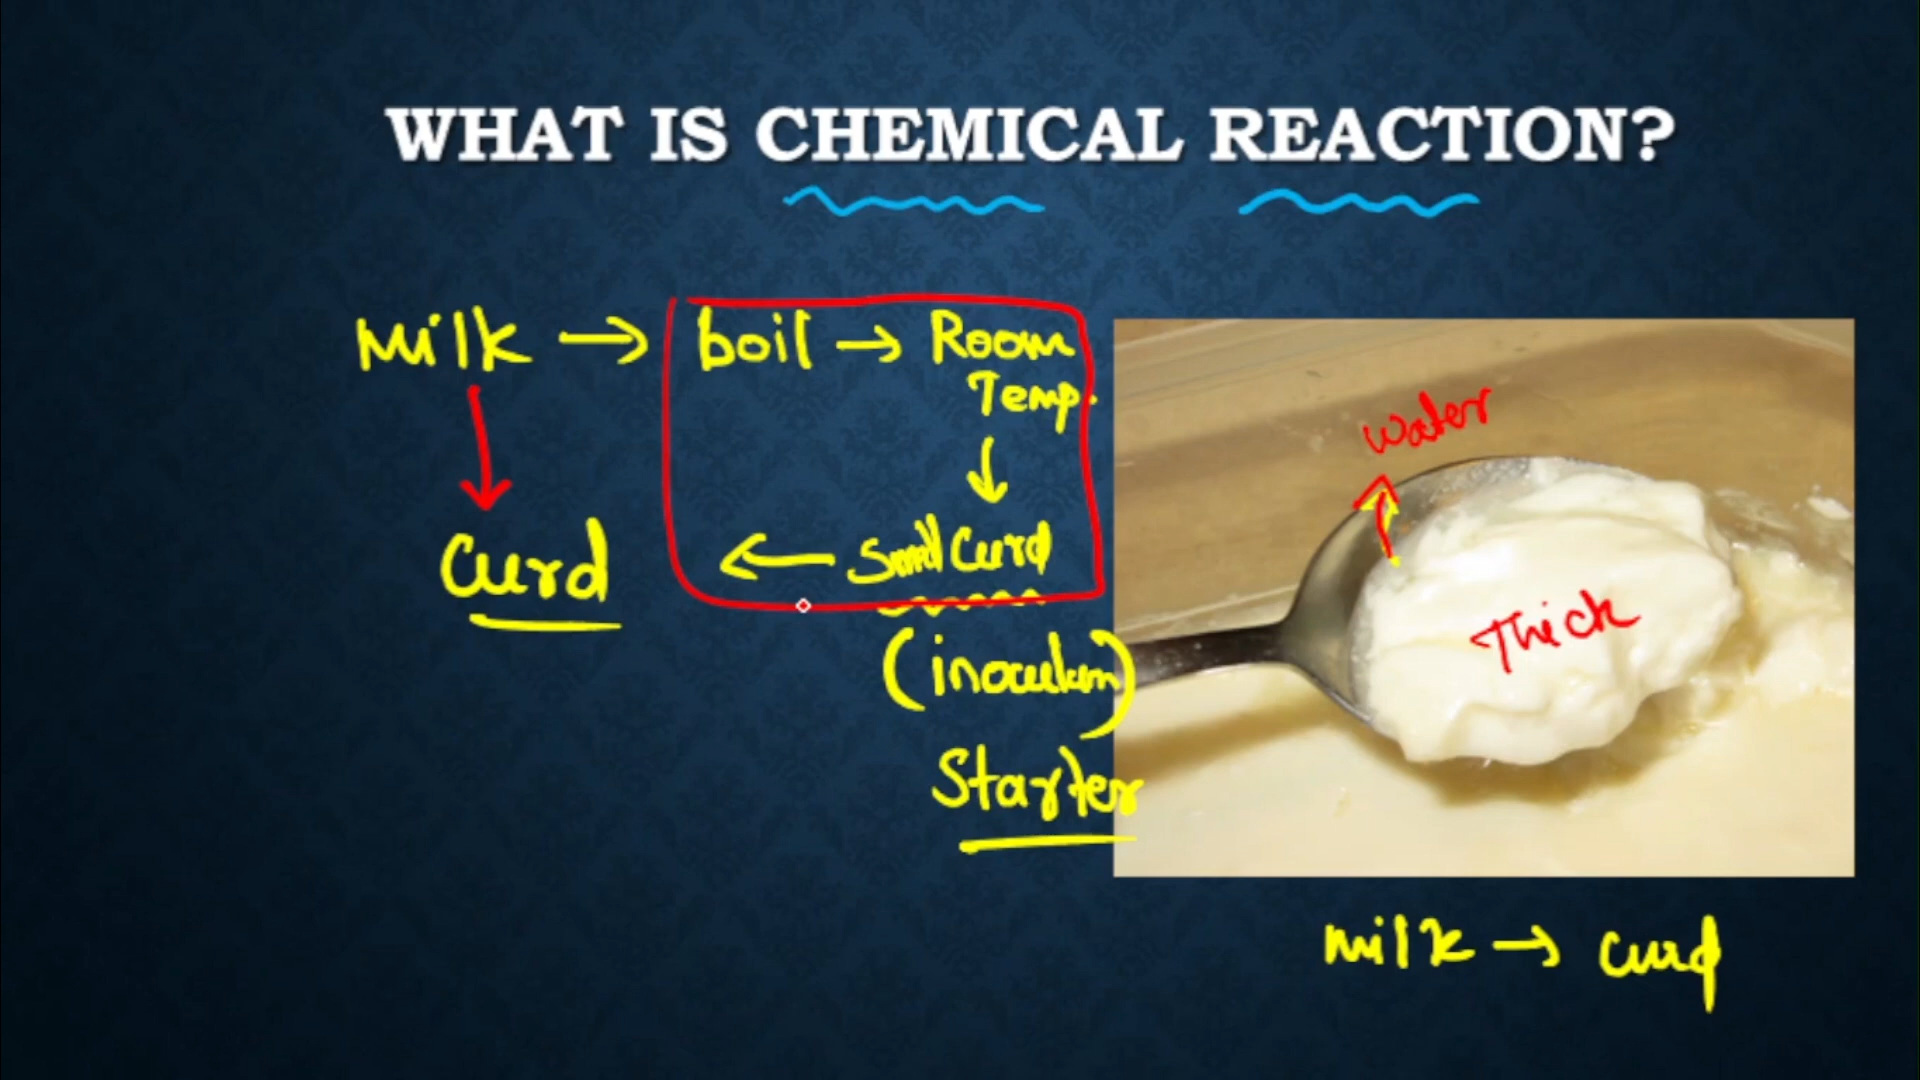 WHAT IS CHEMICAL REACTION?
Milk → boil → Room
Temp.
Curd ← Small Curd
(inoculum)
Starter
water
Thick
milk → curd